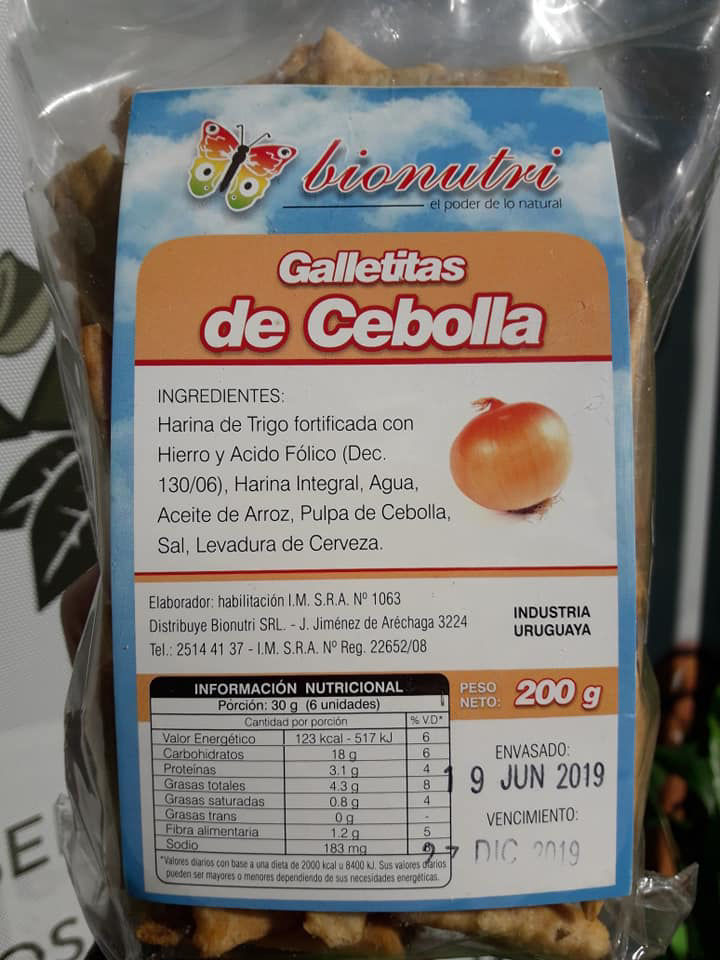 bionutri
el poder de lo natural
Galletitas
de Cebolla
INGREDIENTES:
Harina de Trigo fortificada con
Hierro y Acido Fólico (Dec.
130/06), Harina Integral, Agua,
Aceite de Arroz, Pulpa de Cebolla,
Sal, Levadura de Cerveza.
Elaborador: habilitación I.M. S.R.A. Nº 1063
Distribuye Bionutri SRL. - J. Jiménez de Aréchaga 3224
Tel.: 2514 41 37 - I.M. S.R.A. Nº Reg. 22652/08
INDUSTRIA
URUGUAYA
INFORMACIÓN NUTRICIONAL
Pórción: 30 g (6 unidades)
Cantidad por porción % V.D*
Valor Energético 123 kcal - 517 kJ 6
Carbohidratos 18 g 6
Proteínas 3.1 g 4
Grasas totales 4.3 g 8
Grasas saturadas 0.8 g 4
Grasas trans 0 g -
Fibra alimentaria 1.2 g 5
Sodio 183 mg
*Valores diarios con base a una dieta de 2000 kcal u 8400 kJ. Sus valores diarios
pueden ser mayores o menores dependiendo de sus necesidades energéticas.
PESO
NETO: 200 g
ENVASADO:
19 JUN 2019
VENCIMIENTO:
27 DIC 2019